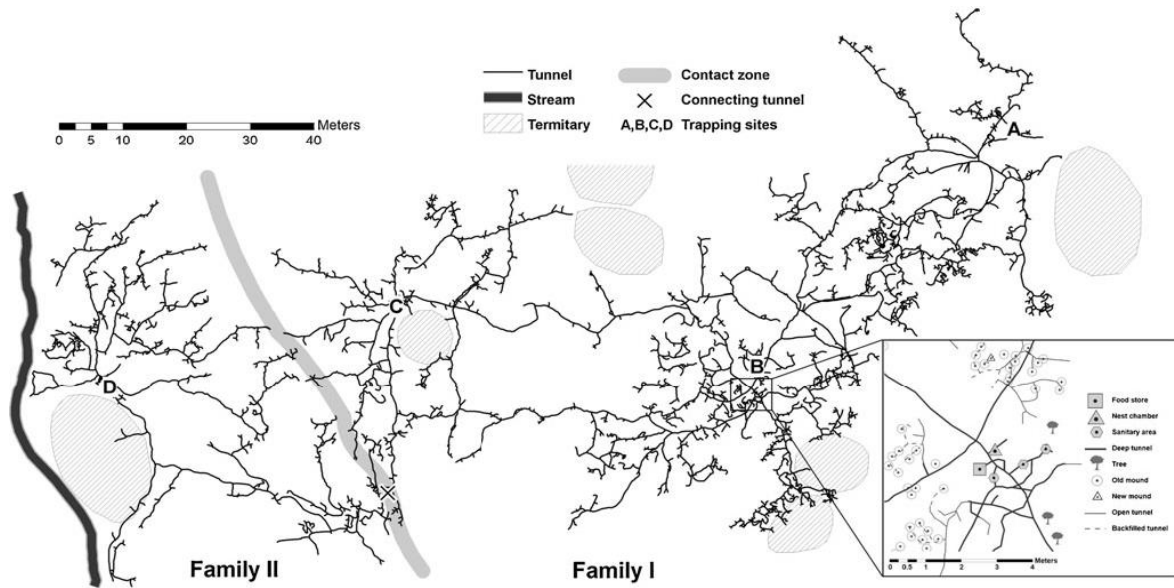 Tunnel
Stream
Termitary
Contact zone
Connecting tunnel
A,B,C,D Trapping sites
Meters
0 5 10 20 30 40
A
C
B
D
Family II
Family I
Food store
Nest chamber
Sanitary area
Deep tunnel
Tree
Old mound
New mound
Open tunnel
Backfilled tunnel
Meters
0 0.5 1 2 3 4